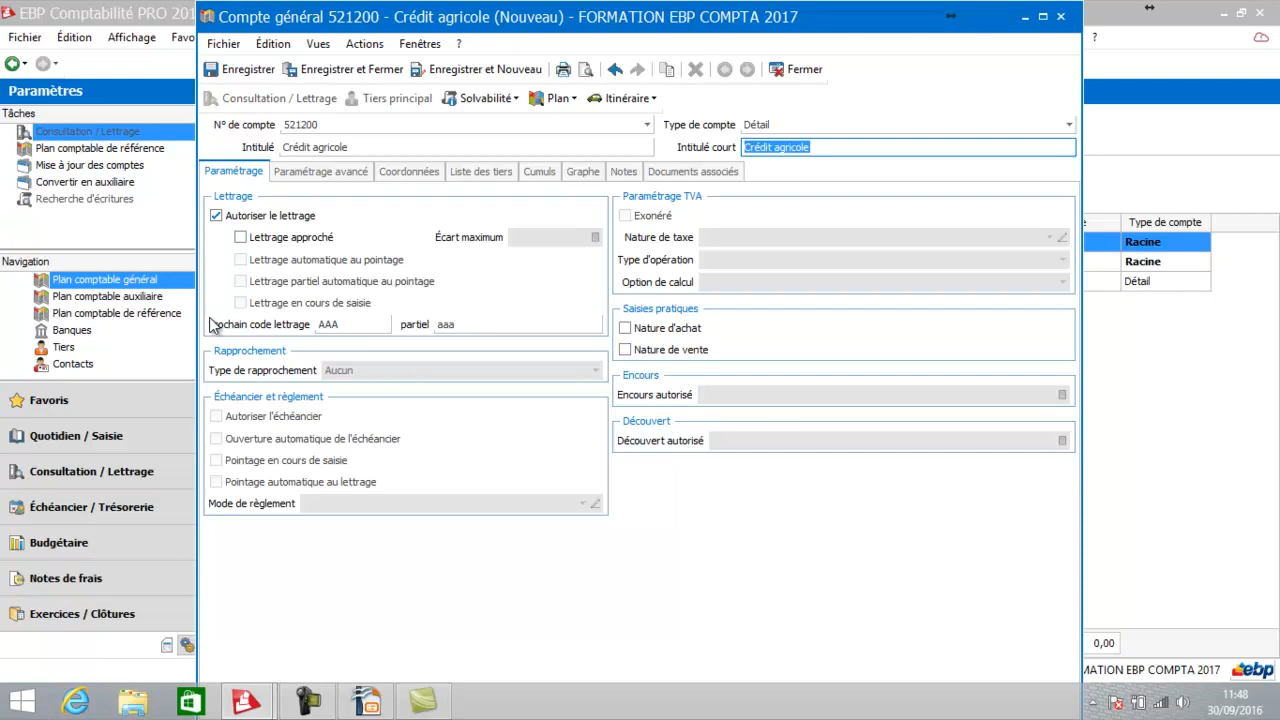 EBP Comptabilité PRO 201
Compte général 521200 - Crédit agricole (Nouveau) - FORMATION EBP COMPTA 2017
Fichier Édition Affichage Favo
Fichier Édition Vues Actions Fenêtres ?
?
Enregistrer Enregistrer et Fermer Enregistrer et Nouveau Fermer
Consultation / Lettrage Tiers principal Solvabilité Plan Itinéraire
Paramètres
Tâches
Consultation / Lettrage
Plan comptable de référence
Mise à jour des comptes
Convertir en auxiliaire
Recherche d'écritures
Navigation
Plan comptable général
Plan comptable auxiliaire
Plan comptable de référence
Banques
Tiers
Contacts
Favoris
Quotidien / Saisie
Consultation / Lettrage
Échéancier / Trésorerie
Budgétaire
Notes de frais
Exercices / Clôtures
N° de compte 521200 Type de compte Détail
Intitulé Crédit agricole Intitulé court Crédit agricole
Paramétrage Paramétrage avancé Coordonnées Liste des tiers Cumuls Graphe Notes Documents associés
Lettrage
Autoriser le lettrage
Lettrage approché Écart maximum
Lettrage automatique au pointage
Lettrage partiel automatique au pointage
Lettrage en cours de saisie
ochain code lettrage AAA partiel aaa
Rapprochement
Type de rapprochement Aucun
Échéancier et règlement
Autoriser l'échéancier
Ouverture automatique de l'échéancier
Pointage en cours de saisie
Pointage automatique au lettrage
Mode de règlement
Paramétrage TVA
Exonéré
Nature de taxe
Type d'opération
Option de calcul
Saisies pratiques
Nature d'achat
Nature de vente
Encours
Encours autorisé
Découvert
Découvert autorisé
Type de compte
Racine
Racine
Détail
0,00
MATION EBP COMPTA 2017 ebp
11:48
30/09/2016